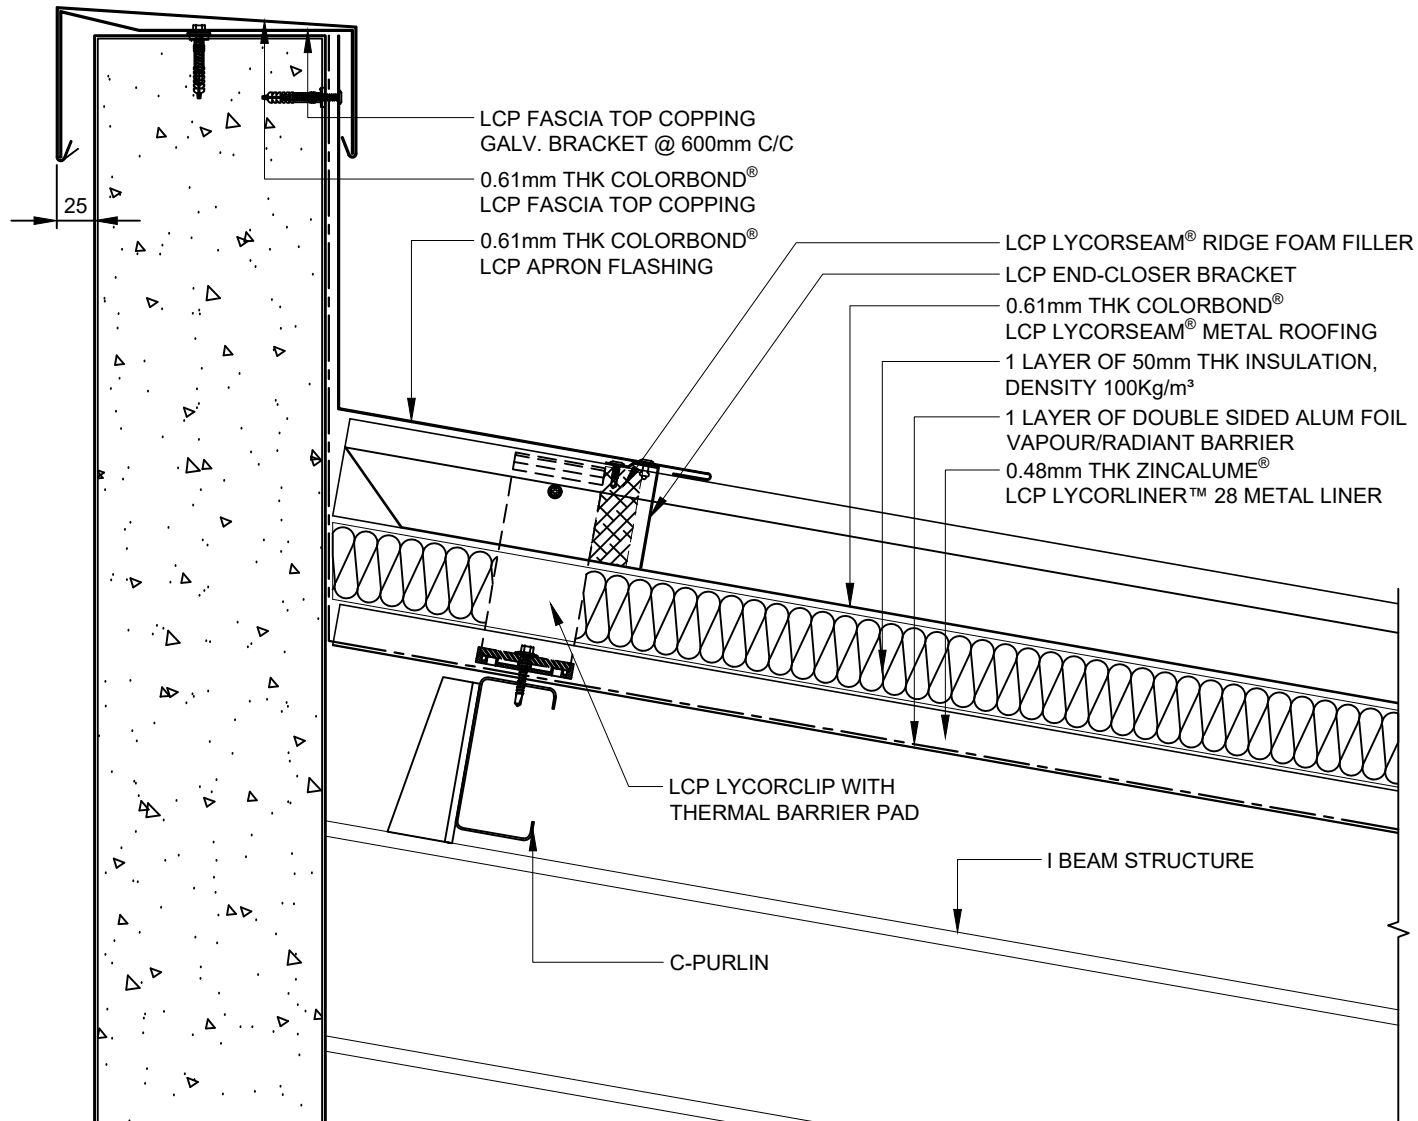 LCP FASCIA TOP COPPING
GALV. BRACKET @ 600mm C/C
0.61mm THK COLORBOND®
LCP FASCIA TOP COPPING
25
0.61mm THK COLORBOND®
LCP APRON FLASHING
LCP LYCORSEAM® RIDGE FOAM FILLER
LCP END-CLOSER BRACKET
0.61mm THK COLORBOND®
LCP LYCORSEAM® METAL ROOFING
1 LAYER OF 50mm THK INSULATION,
DENSITY 100Kg/m³
1 LAYER OF DOUBLE SIDED ALUM FOIL
VAPOUR/RADIANT BARRIER
0.48mm THK ZINCALUME®
LCP LYCORLINER™ 28 METAL LINER
LCP LYCORCLIP WITH
THERMAL BARRIER PAD
I BEAM STRUCTURE
C-PURLIN